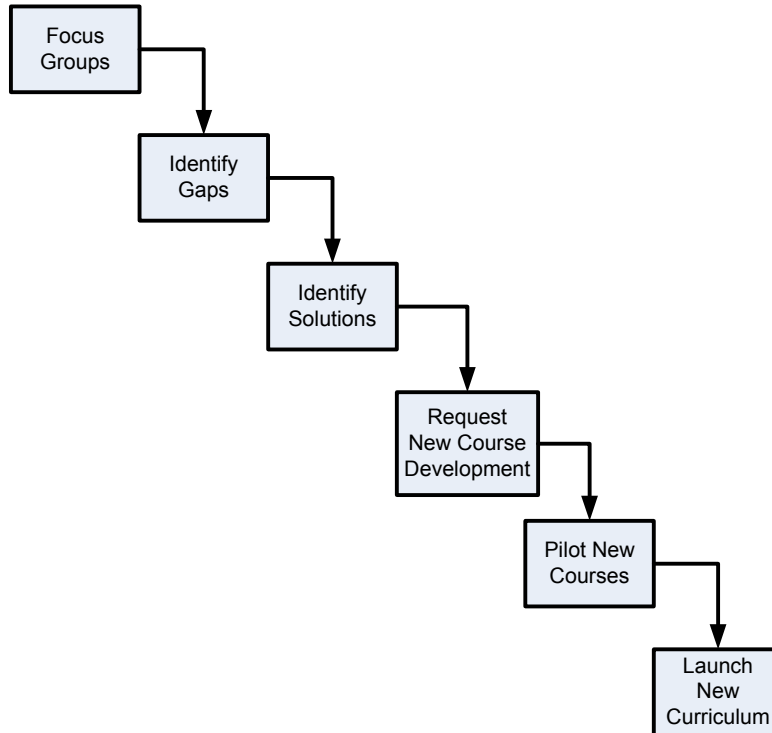 Focus
Groups
Identify
Gaps
Identify
Solutions
Request
New Course
Development
Pilot New
Courses
Launch
New
Curriculum